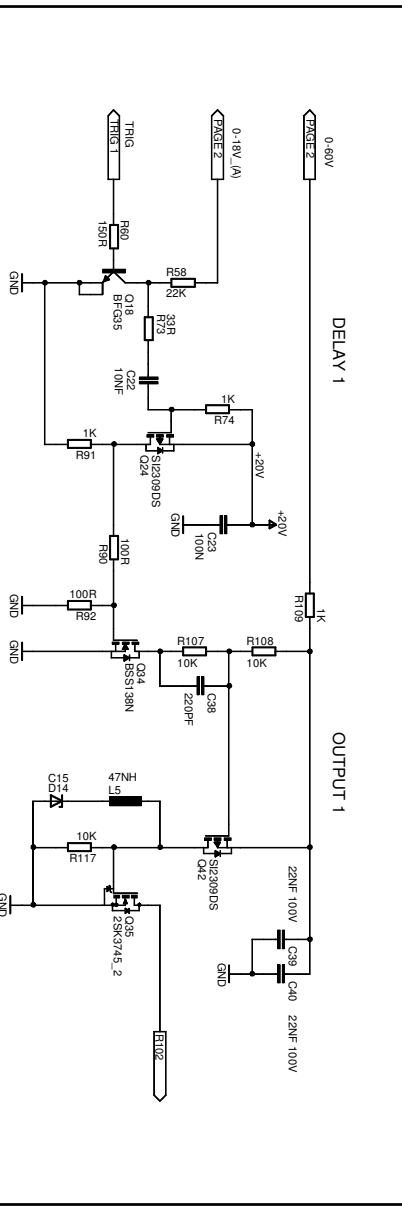 0-60V
PAGE 2
0-18V_(A)
PAGE 2
TRIG
TRIG 1
DELAY 1
OUTPUT 1
R60
150R
Q18
BFG35
GND
R58
22K
33R
R73
C22
10NF
1K
R74
+20V
+20V
C23
100N
GND
SI2309DS
Q24
1K
R91
100R
R90
100R
R92
GND
GND
Q34
BSS138N
R107
10K
R108
10K
C38
220PF
1K
R109
SI2309DS
Q42
22NF 100V
C39
C40
22NF 100V
GND
47NH
L5
C15
D14
10K
R117
Q35
2SK3745_2
GND
R102